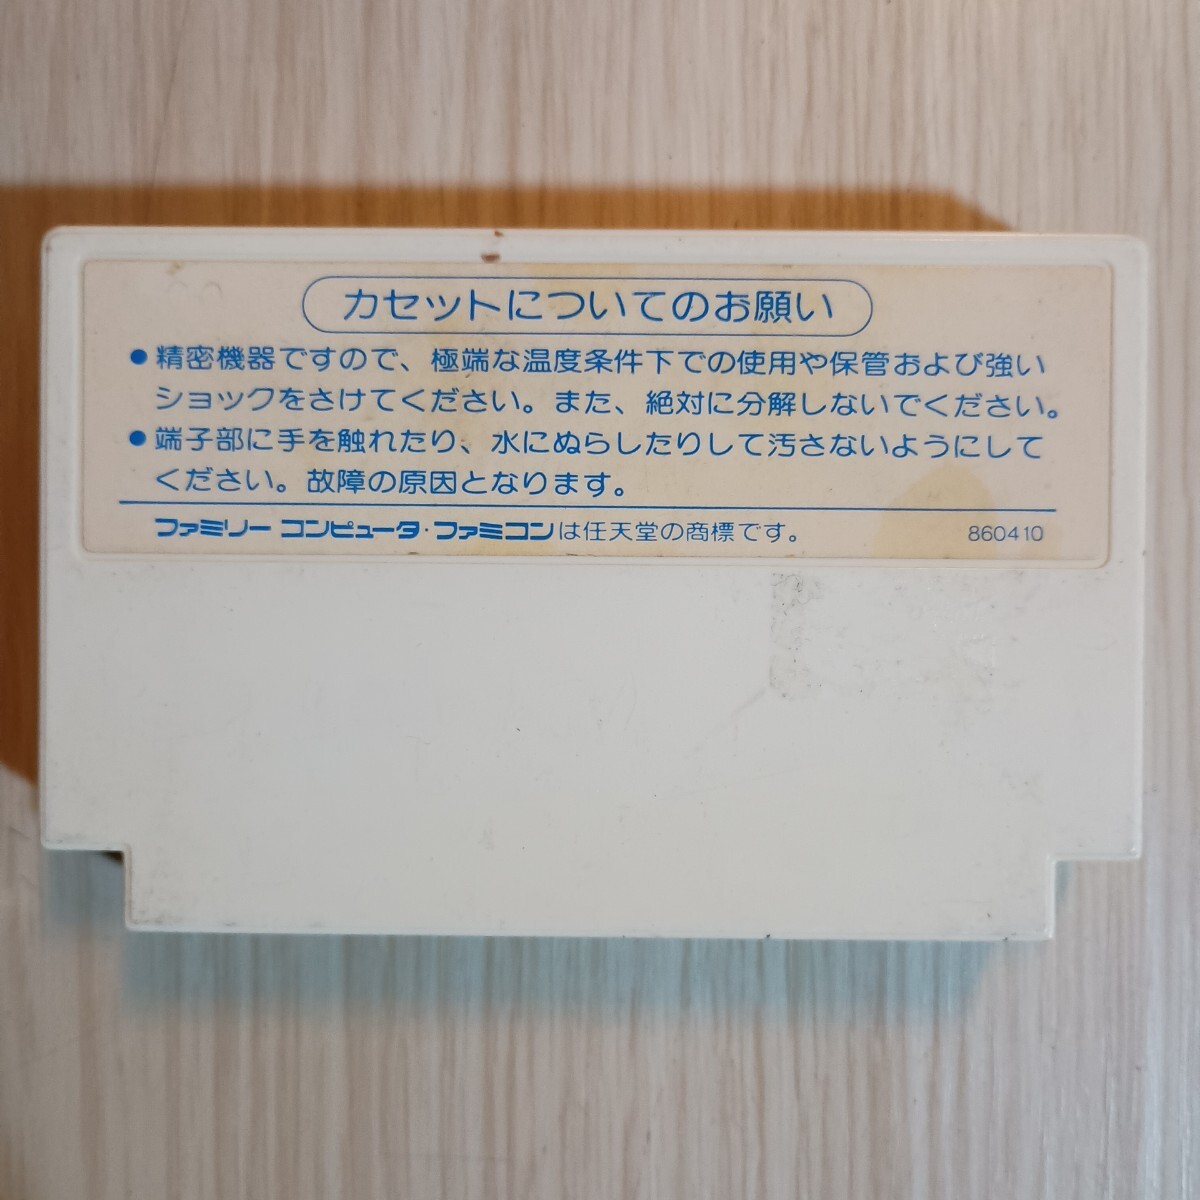 カセットについてのお願い
●精密機器ですので、極端な温度条件下での使用や保管および強い
ショックをさけてください。また、絶対に分解しないでください。
●端子部に手を触れたり、水にぬらしたりして汚さないようにして
ください。故障の原因となります。
ファミリー コンピュータ・ファミコンは任天堂の商標です。 860410